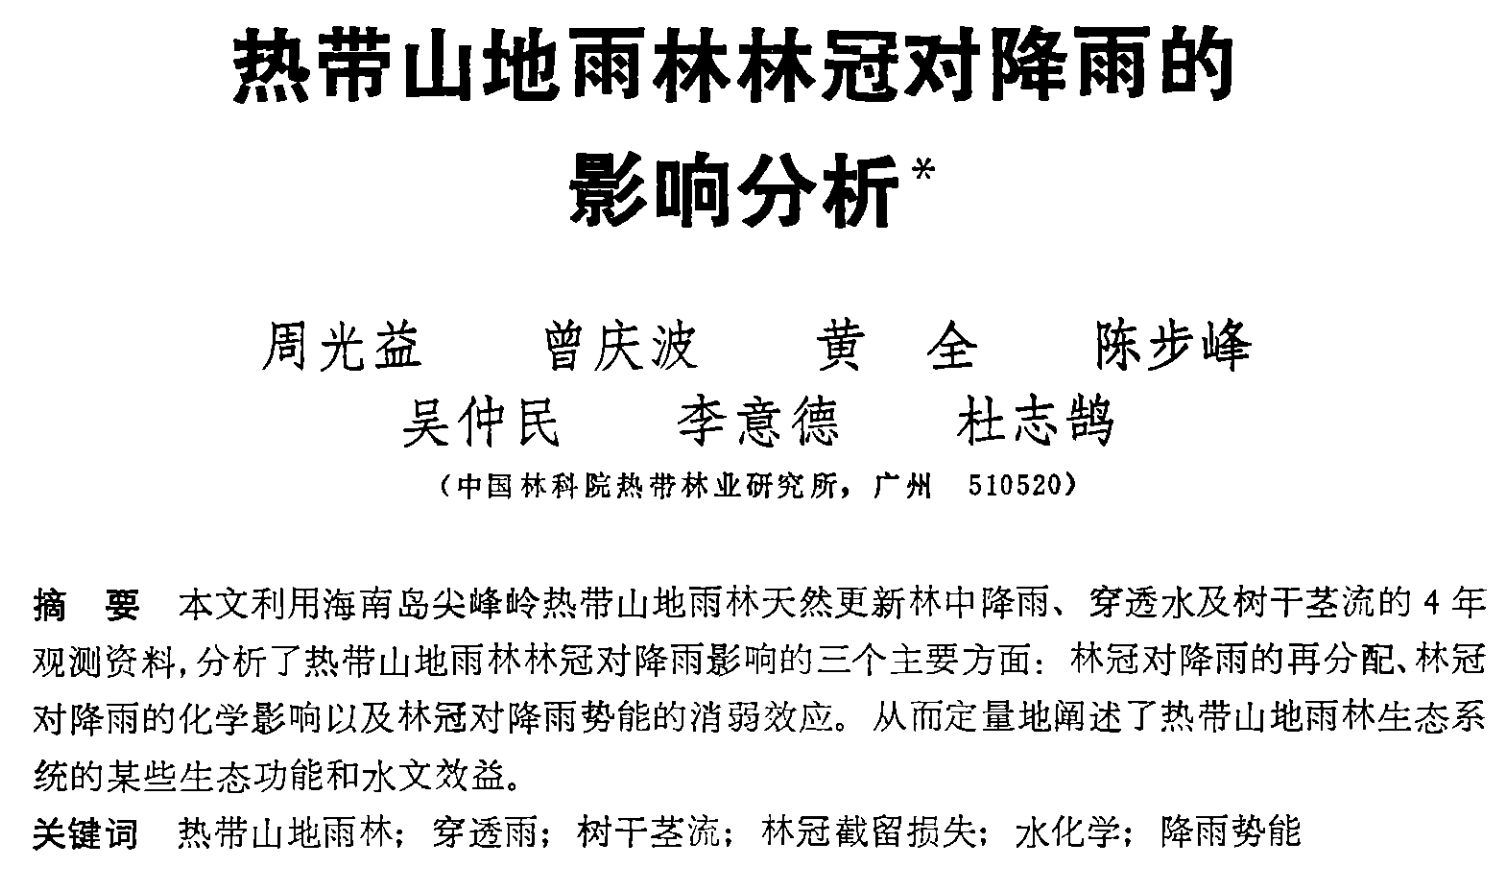 热带山地雨林林冠对降雨的
影响分析*
周光益 曾庆波 黄 全 陈步峰
吴仲民 李意德 杜志鹄
（中国林科院热带林业研究所，广州 510520）
摘 要 本文利用海南岛尖峰岭热带山地雨林天然更新林中降雨、穿透水及树干茎流的 4 年
观测资料,分析了热带山地雨林林冠对降雨影响的三个主要方面：林冠对降雨的再分配、林冠
对降雨的化学影响以及林冠对降雨势能的消弱效应。从而定量地阐述了热带山地雨林生态系
统的某些生态功能和水文效益。
关键词 热带山地雨林；穿透雨；树干茎流；林冠截留损失；水化学；降雨势能